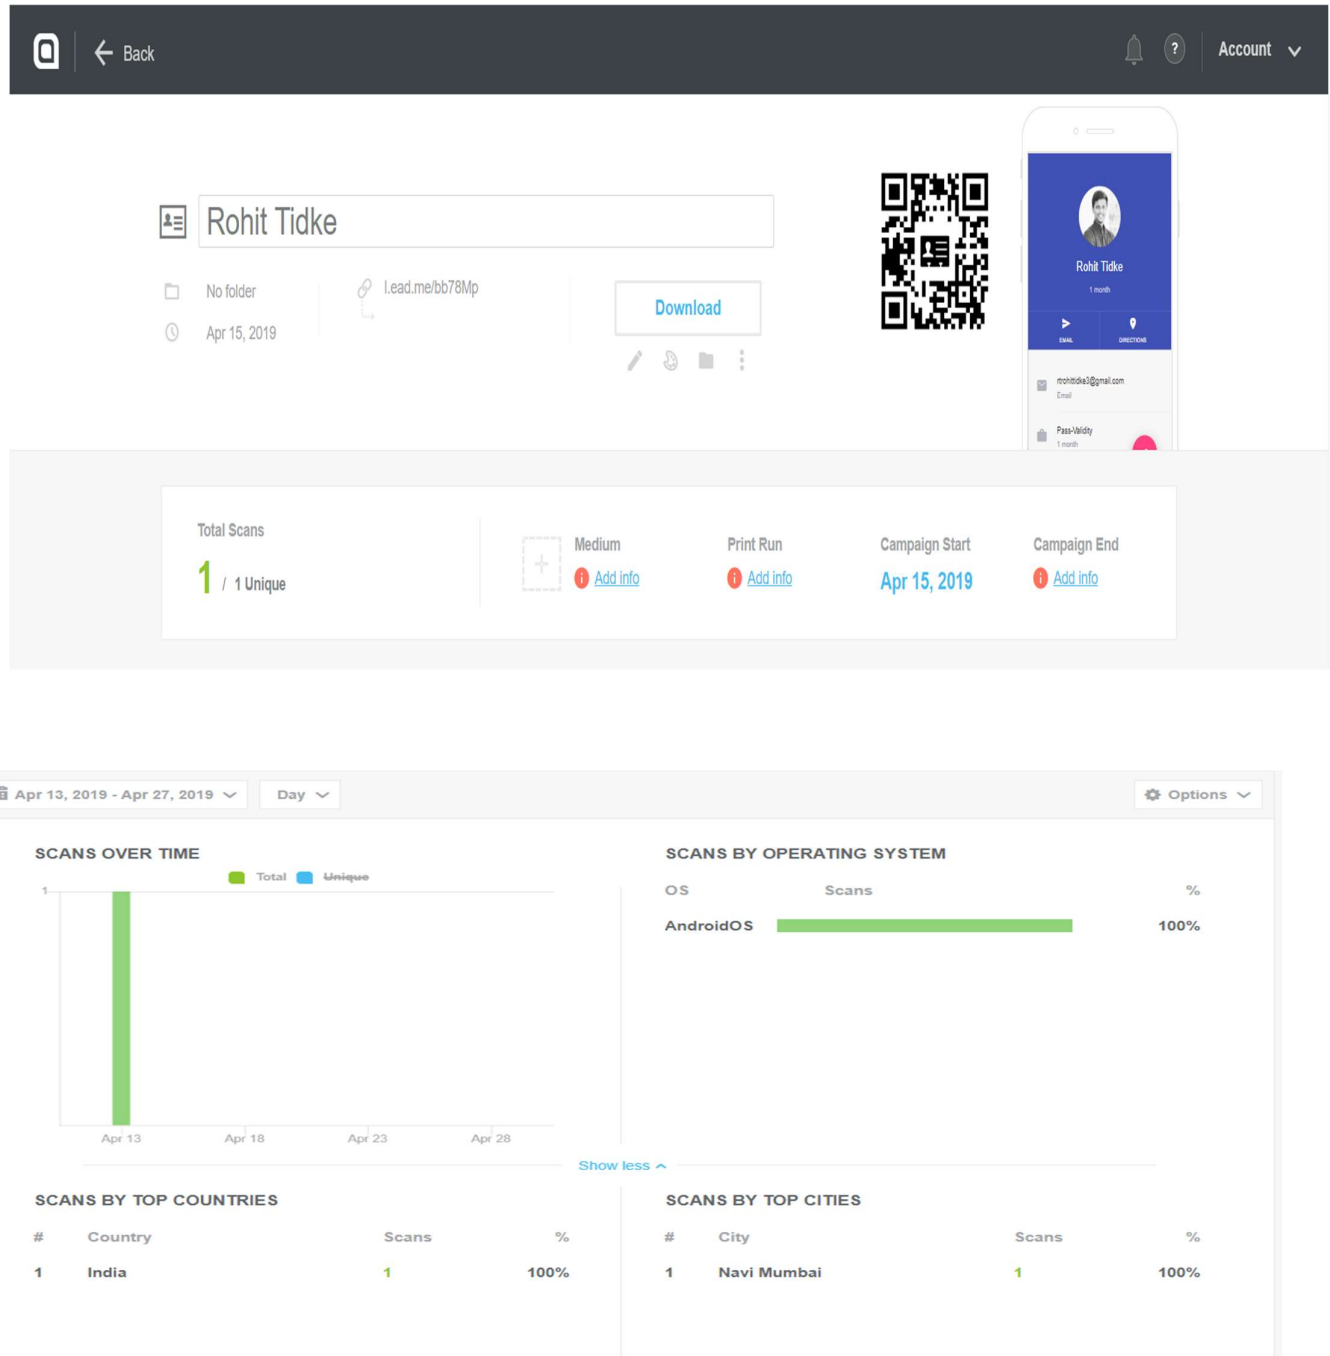 Back
?
Account
Rohit Tidke
No folder
l.ead.me/bb78Mp
Apr 15, 2019
Download
Rohit Tidke
1 month
EMAIL
DIRECTIONS
rtrohittidke3@gmail.com
Email
Pass-Validity
1 month
Total Scans
1 / 1 Unique
Medium
Add info
Print Run
Add info
Campaign Start
Apr 15, 2019
Campaign End
Add info
Apr 13, 2019 - Apr 27, 2019
Day
Options
SCANS OVER TIME
Total
Unique
1
Apr 13
Apr 18
Apr 23
Apr 28
SCANS BY OPERATING SYSTEM
OS Scans %
AndroidOS 100%
Show less
SCANS BY TOP COUNTRIES
# Country Scans %
1 India 1 100%
SCANS BY TOP CITIES
# City Scans %
1 Navi Mumbai 1 100%